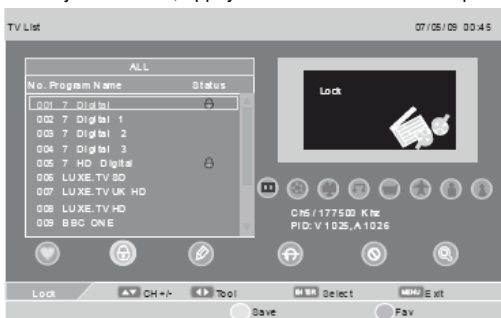 TV List 07/05/09 00:45
ALL
No. Program Name Status
001 7 Digital
002 7 Digital 1
003 7 Digital 2
004 7 Digital 3
005 7 HD Digital
006 LUXE.TV SD
007 LUXE.TV UK HD
008 LUXE.TV HD
009 BBC ONE
Lock
Ch5/177500 Khz
PID: V 1025, A 1026
Lock CH +/- Tool ENTER Select MENU Exit
Save Fav